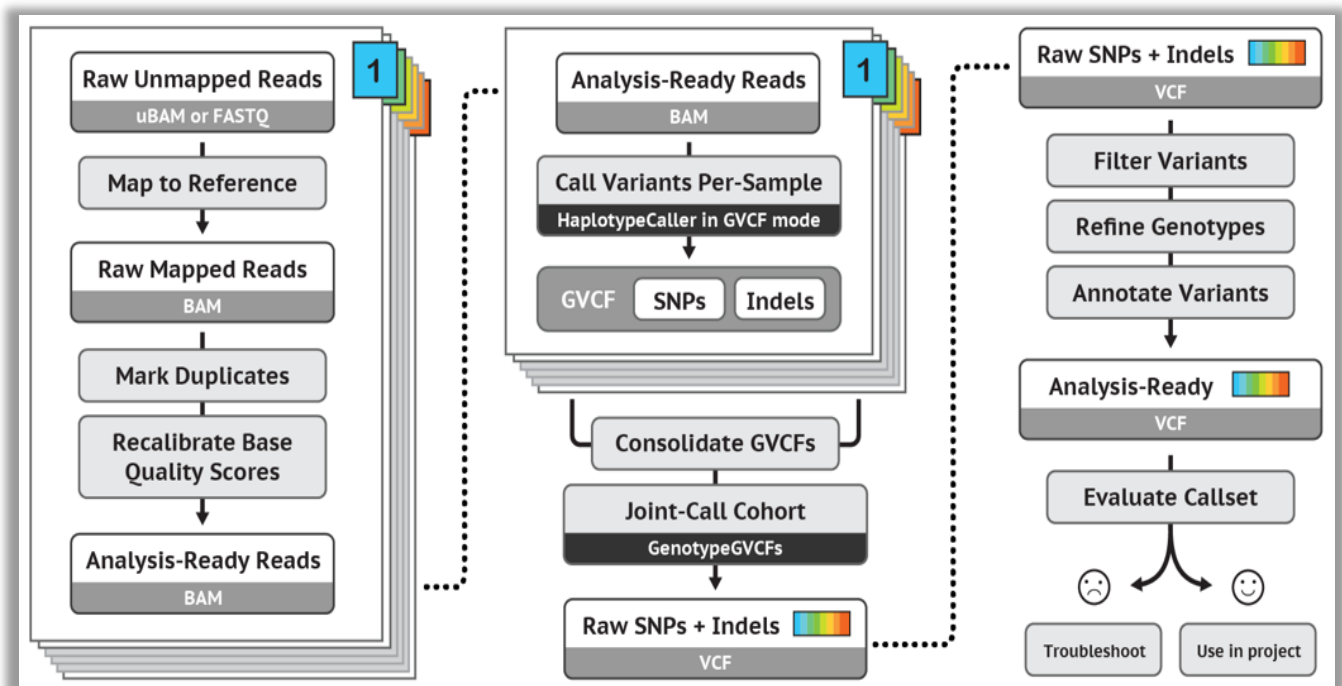 1
Raw Unmapped Reads
uBAM or FASTQ
Map to Reference
Raw Mapped Reads
BAM
Mark Duplicates
Recalibrate Base
Quality Scores
Analysis-Ready Reads
BAM
1
Analysis-Ready Reads
BAM
Call Variants Per-Sample
HaplotypeCaller in GVCF mode
GVCF SNPs Indels
Consolidate GVCFs
Joint-Call Cohort
GenotypeGVCFs
Raw SNPs + Indels
VCF
Raw SNPs + Indels
VCF
Filter Variants
Refine Genotypes
Annotate Variants
Analysis-Ready
VCF
Evaluate Callset
Troubleshoot Use in project